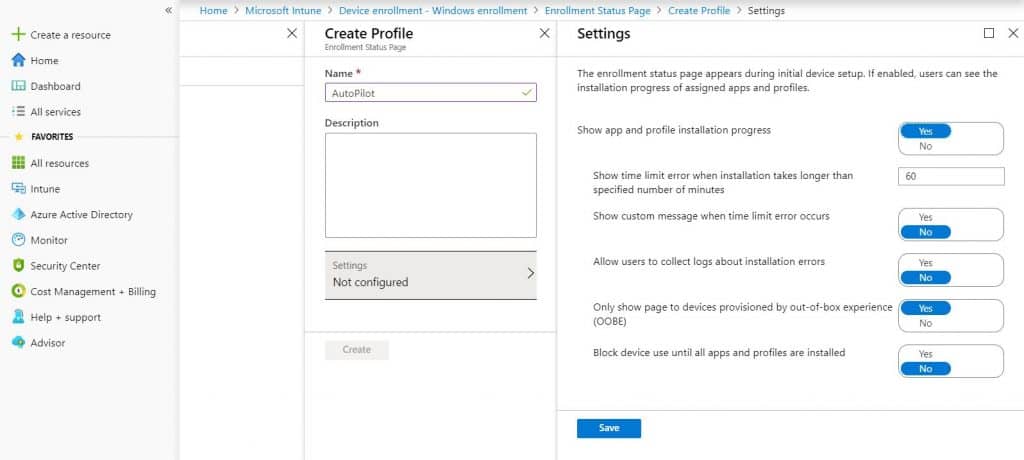 «
Home > Microsoft Intune > Device enrollment - Windows enrollment > Enrollment Status Page > Create Profile > Settings
Create a resource
Home
Dashboard
All services
FAVORITES
All resources
Intune
Azure Active Directory
Monitor
Security Center
Cost Management + Billing
Help + support
Advisor
Create Profile
Enrollment Status Page
Name *
AutoPilot
Description
Settings
Not configured
Create
Settings
The enrollment status page appears during initial device setup. If enabled, users can see the
installation progress of assigned apps and profiles.
Show app and profile installation progress
Yes
No
Show time limit error when installation takes longer than
specified number of minutes
60
Show custom message when time limit error occurs
Yes
No
Allow users to collect logs about installation errors
Yes
No
Only show page to devices provisioned by out-of-box experience
(OOBE)
Yes
No
Block device use until all apps and profiles are installed
Yes
No
Save